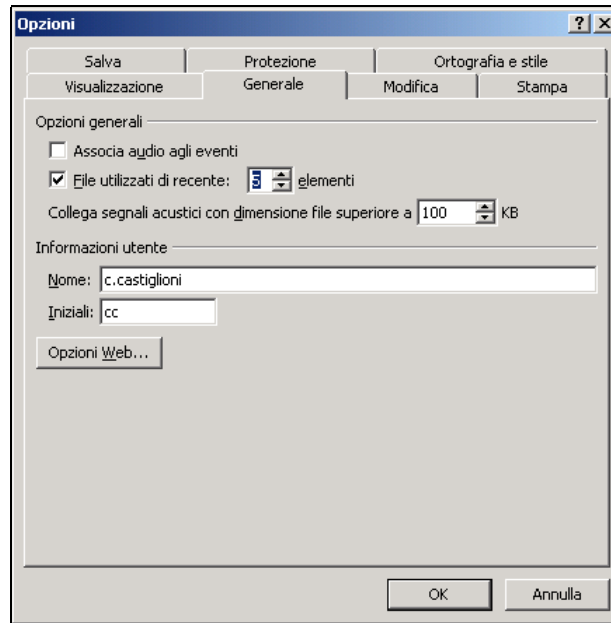 Opzioni
Salva Protezione Ortografia e stile
Visualizzazione Generale Modifica Stampa
Opzioni generali
Associa audio agli eventi
File utilizzati di recente: 5 elementi
Collega segnali acustici con dimensione file superiore a 100 KB
Informazioni utente
Nome: c.castiglioni
Iniziali: cc
Opzioni Web...
OK Annulla